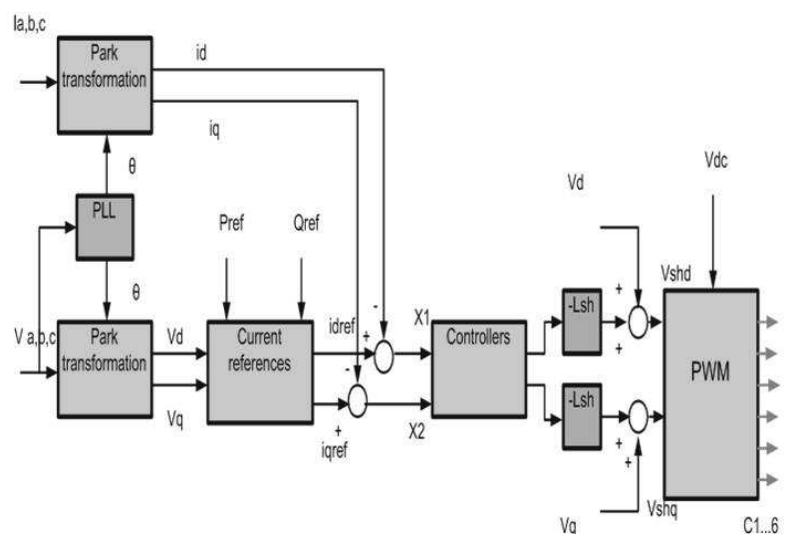 Ia,b,c
Park
transformation
id
iq
θ
PLL
θ
V a,b,c
Park
transformation
Vd
Vq
Pref
Qref
Current
references
idref
-
+
-
+
iqref
X1
X2
Controllers
-Lsh
-Lsh
Vd
+
+
Vshd
Vdc
PWM
+
+
Vq
Vshq
C1...6